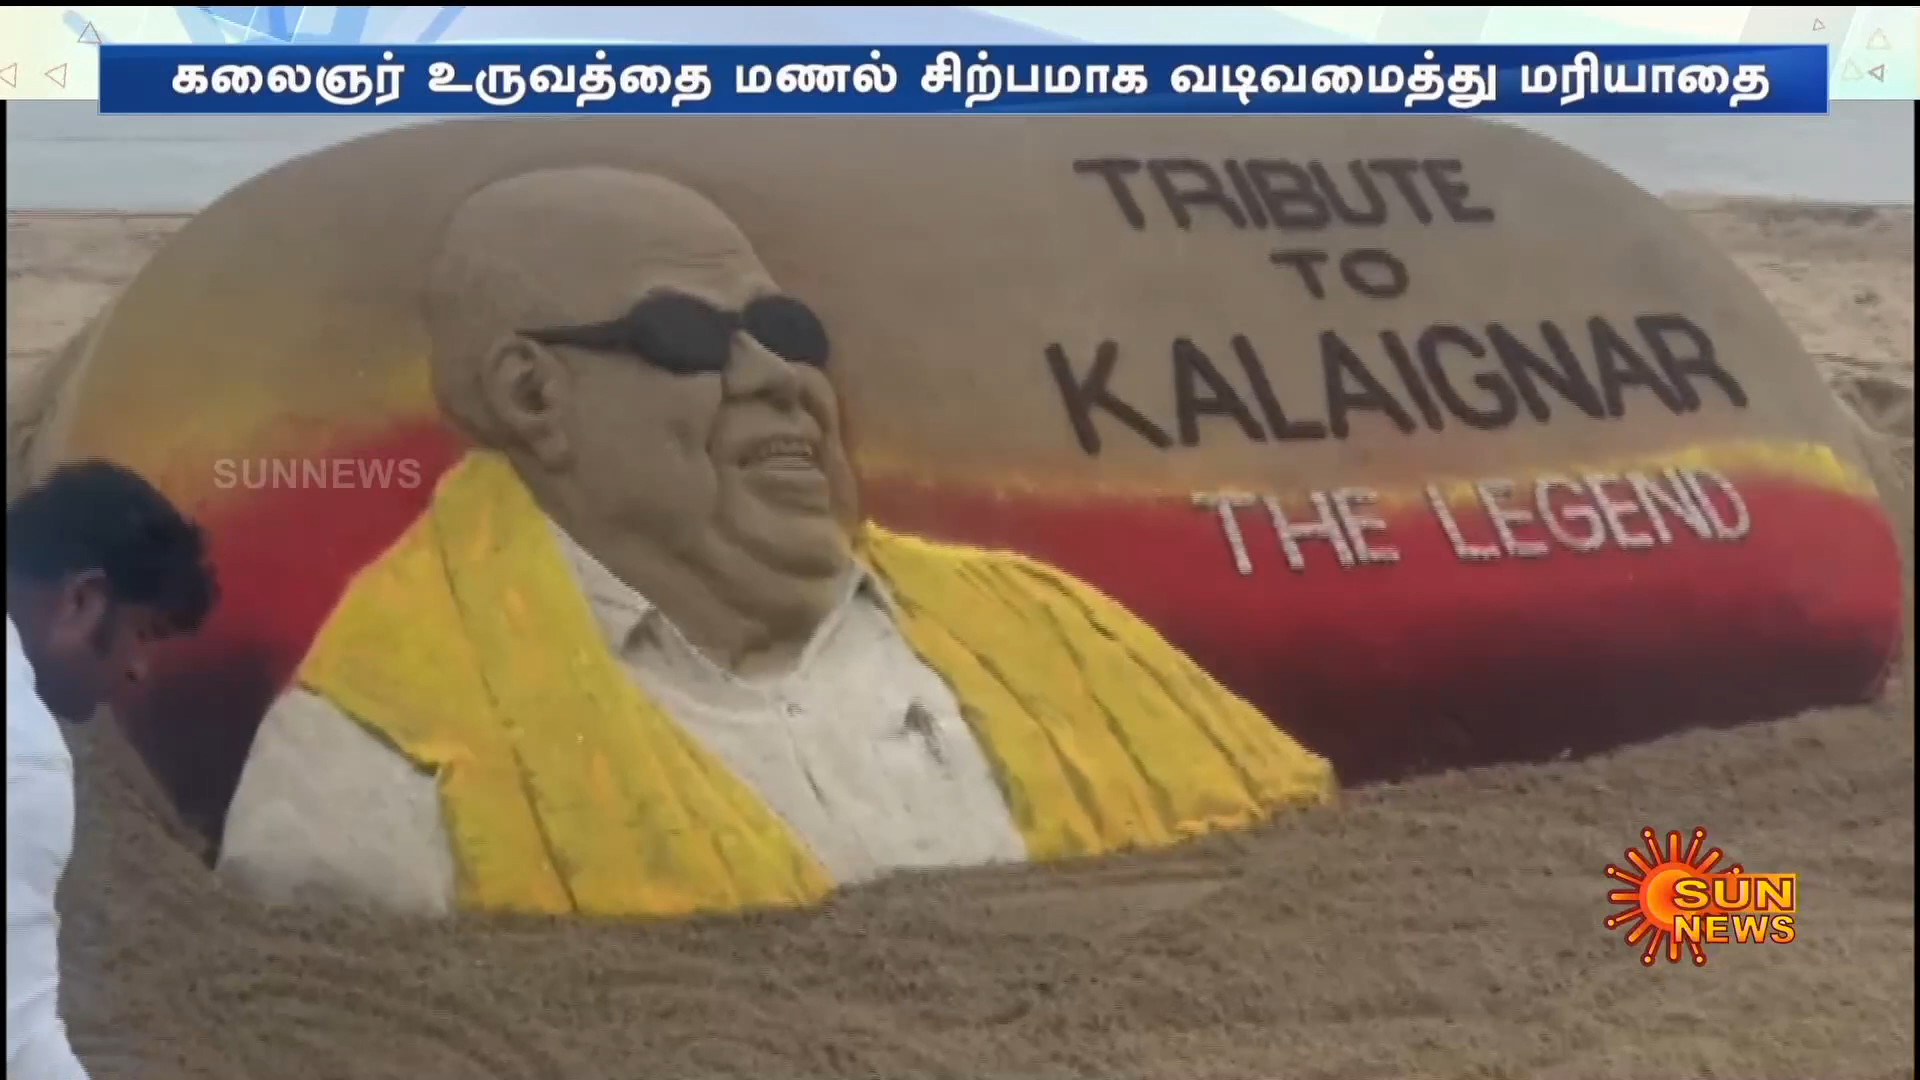 கலைஞர் உருவத்தை மணல் சிற்பமாக வடிவமைத்து மரியாதை
TRIBUTE
TO
KALAIGNAR
THE LEGEND
SUNNEWS
SUN
NEWS